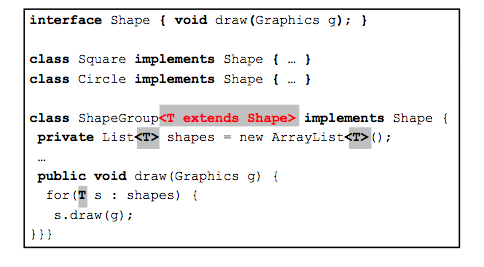 interface Shape { void draw(Graphics g); }
class Square implements Shape { … }
class Circle implements Shape { … }
class ShapeGroup<T extends Shape> implements Shape {
private List<T> shapes = new ArrayList<T>();
…
public void draw(Graphics g) {
for(T s : shapes) {
s.draw(g);
}}}